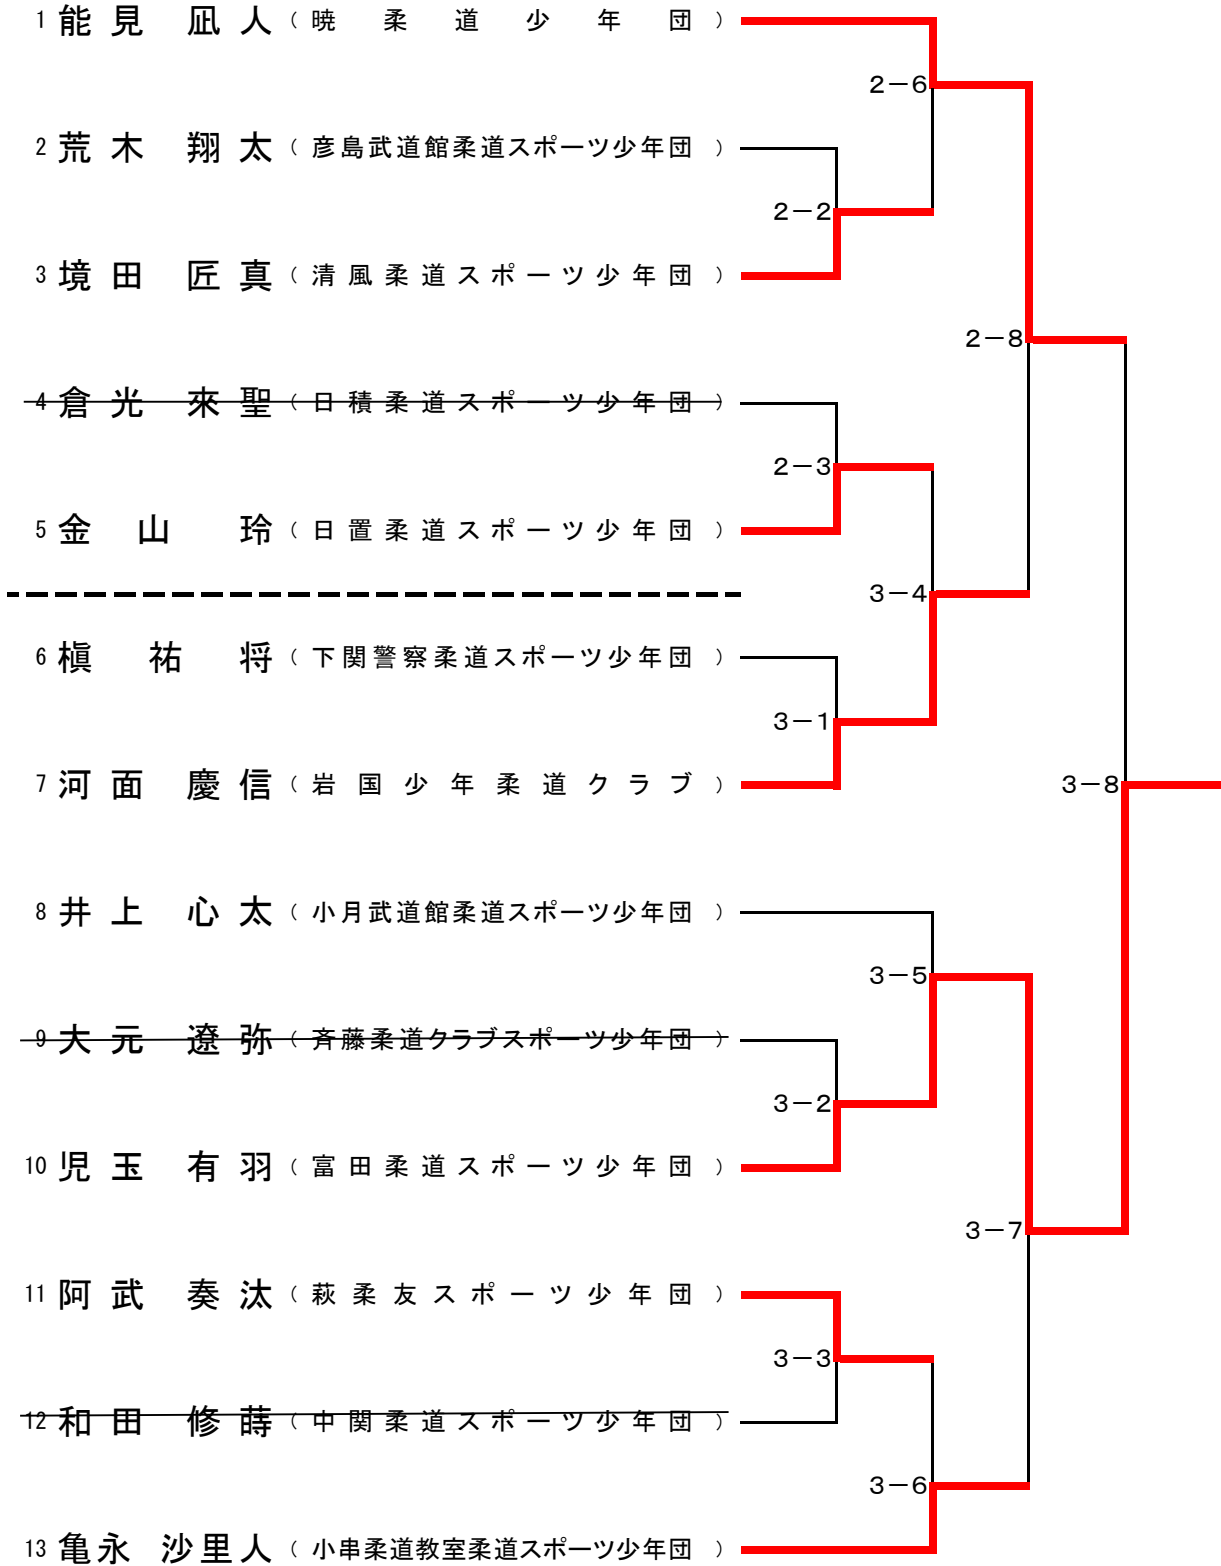 1 能見 凪人 （ 暁柔道少年団 ）
2－6
2 荒木 翔太 （ 彦島武道館柔道スポーツ少年団 ）
2－2
3 境田 匠真 （ 清風柔道スポーツ少年団 ）
2－8
4 倉光 來聖 （ 日積柔道スポーツ少年団 ）
2－3
5 金山 玲 （ 日置柔道スポーツ少年団 ）
3－4
6 槇 祐将 （ 下関警察柔道スポーツ少年団 ）
3－1
7 河面 慶信 （ 岩国少年柔道クラブ ）
3－8
8 井上 心太 （ 小月武道館柔道スポーツ少年団 ）
3－5
9 大元 遼弥 （ 斉藤柔道クラブスポーツ少年団 ）
3－2
10 児玉 有羽 （ 富田柔道スポーツ少年団 ）
3－7
11 阿武 奏汰 （ 萩柔友スポーツ少年団 ）
3－3
12 和田 修蒔 （ 中関柔道スポーツ少年団 ）
3－6
13 亀永 沙里人 （ 小串柔道教室柔道スポーツ少年団 ）